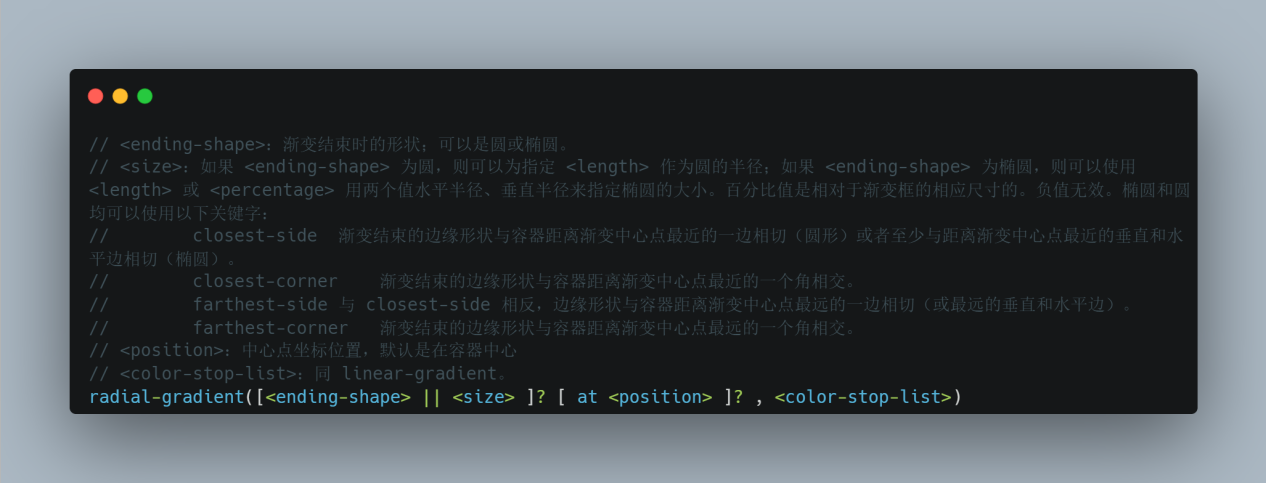 // <ending-shape>：渐变结束时的形状；可以是圆或椭圆。
// <size>：如果 <ending-shape> 为圆，则可以为指定 <length> 作为圆的半径；如果 <ending-shape> 为椭圆，则可以使用
<length> 或 <percentage> 用两个值水平半径、垂直半径来指定椭圆的大小。百分比值是相对于渐变框的相应尺寸的。负值无效。椭圆和圆
均可以使用以下关键字：
//        closest-side  渐变结束的边缘形状与容器距离渐变中心点最近的一边相切（圆形）或者至少与距离渐变中心点最近的垂直和水
平边相切（椭圆）。
//        closest-corner    渐变结束的边缘形状与容器距离渐变中心点最近的一个角相交。
//        farthest-side 与 closest-side 相反，边缘形状与容器距离渐变中心点最远的一边相切（或最远的垂直和水平边）。
//        farthest-corner   渐变结束的边缘形状与容器距离渐变中心点最远的一个角相交。
// <position>：中心点坐标位置，默认是在容器中心
// <color-stop-list>：同 linear-gradient。
radial-gradient([<ending-shape> || <size> ]? [ at <position> ]? , <color-stop-list>)